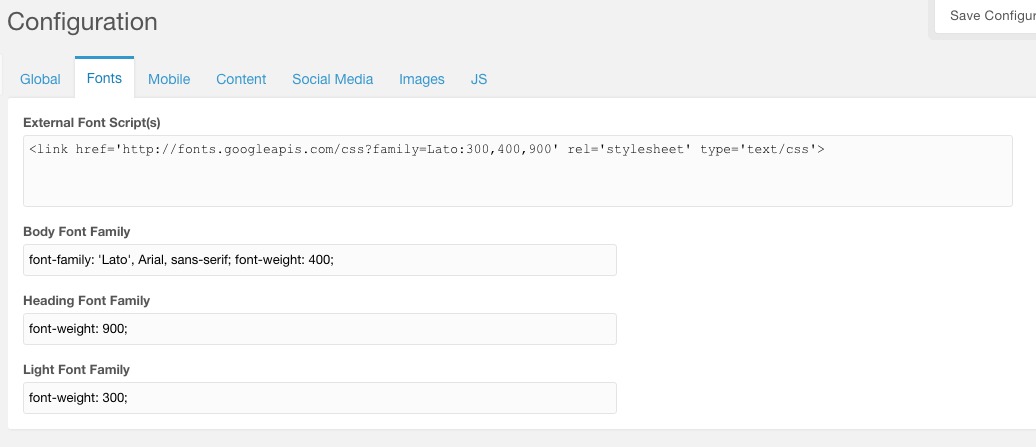 Configuration
Save Configur
Global Fonts Mobile Content Social Media Images JS
External Font Script(s)
<link href='http://fonts.googleapis.com/css?family=Lato:300,400,900' rel='stylesheet' type='text/css'>
Body Font Family
font-family: 'Lato', Arial, sans-serif; font-weight: 400;
Heading Font Family
font-weight: 900;
Light Font Family
font-weight: 300;